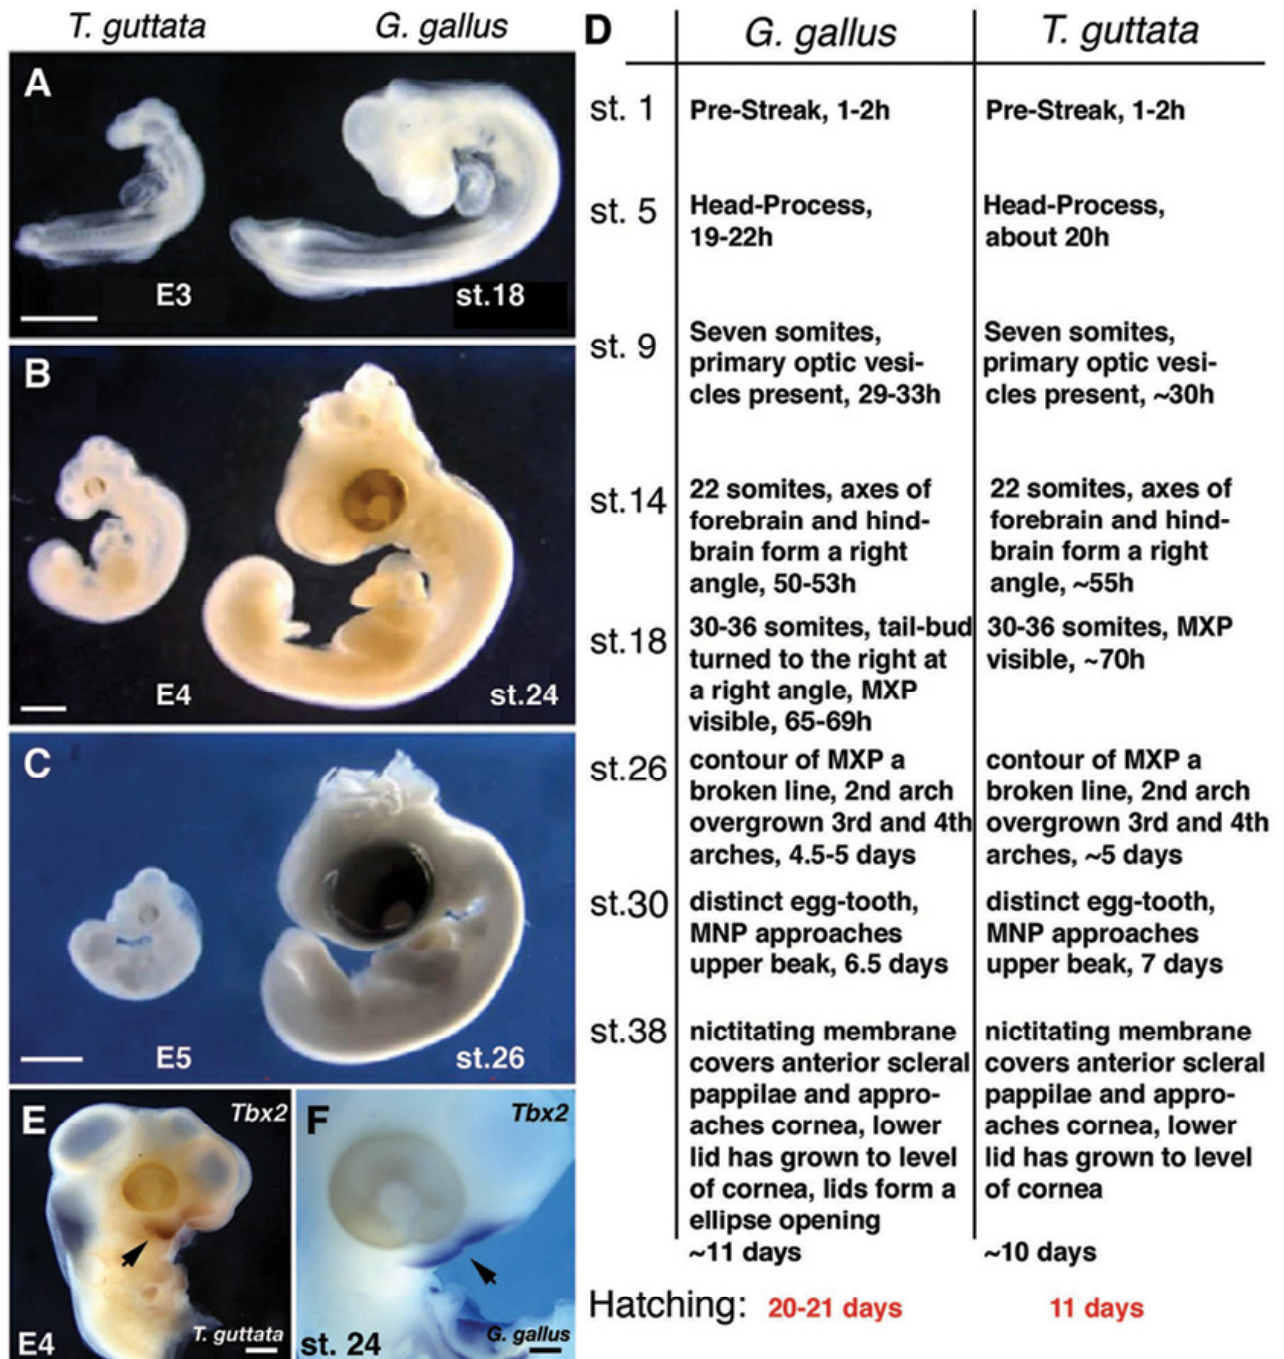 T. guttata
G. gallus
A
E3
st.18
B
E4
st.24
C
E5
st.26
E
Tbx2
E4
T. guttata
F
Tbx2
st. 24
G. gallus
D
G. gallus
T. guttata
st. 1
Pre-Streak, 1-2h
Pre-Streak, 1-2h
st. 5
Head-Process,
19-22h
Head-Process,
about 20h
st. 9
Seven somites,
primary optic vesi-
cles present, 29-33h
Seven somites,
primary optic vesi-
cles present, ~30h
st.14
22 somites, axes of
forebrain and hind-
brain form a right
angle, 50-53h
22 somites, axes of
forebrain and hind-
brain form a right
angle, ~55h
st.18
30-36 somites, tail-bud
turned to the right at
a right angle, MXP
visible, 65-69h
30-36 somites, MXP
visible, ~70h
st.26
contour of MXP a
broken line, 2nd arch
overgrown 3rd and 4th
arches, 4.5-5 days
contour of MXP a
broken line, 2nd arch
overgrown 3rd and 4th
arches, ~5 days
st.30
distinct egg-tooth,
MNP approaches
upper beak, 6.5 days
distinct egg-tooth,
MNP approaches
upper beak, 7 days
st.38
nictitating membrane
covers anterior scleral
pappilae and appro-
aches cornea, lower
lid has grown to level
of cornea, lids form a
ellipse opening
~11 days
nictitating membrane
covers anterior scleral
pappilae and appro-
aches cornea, lower
lid has grown to level
of cornea
~10 days
Hatching:
20-21 days
11 days